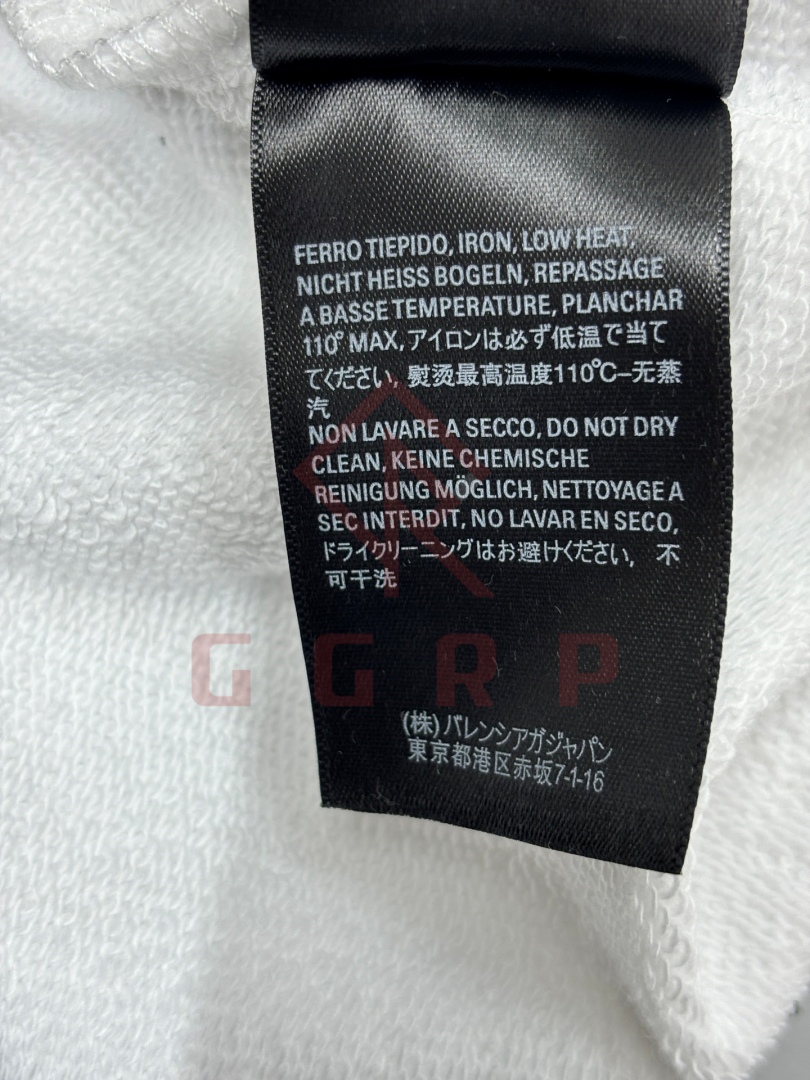 FERRO TIEPIDO, IRON, LOW HEAT,
NICHT HEISS BOGELN, REPASSAGE
A BASSE TEMPERATURE, PLANCHAR
110° MAX, アイロンは必ず低温で当て
てください, 熨烫最高温度110℃-无蒸
汽
NON LAVARE A SECCO, DO NOT DRY
CLEAN, KEINE CHEMISCHE
REINIGUNG MÖGLICH, NETTOYAGE A
SEC INTERDIT, NO LAVAR EN SECO,
ドライクリーニングはお避けください, 不
可干洗
GGRP
(株)バレンシアガジャパン
東京都港区赤坂7-1-16